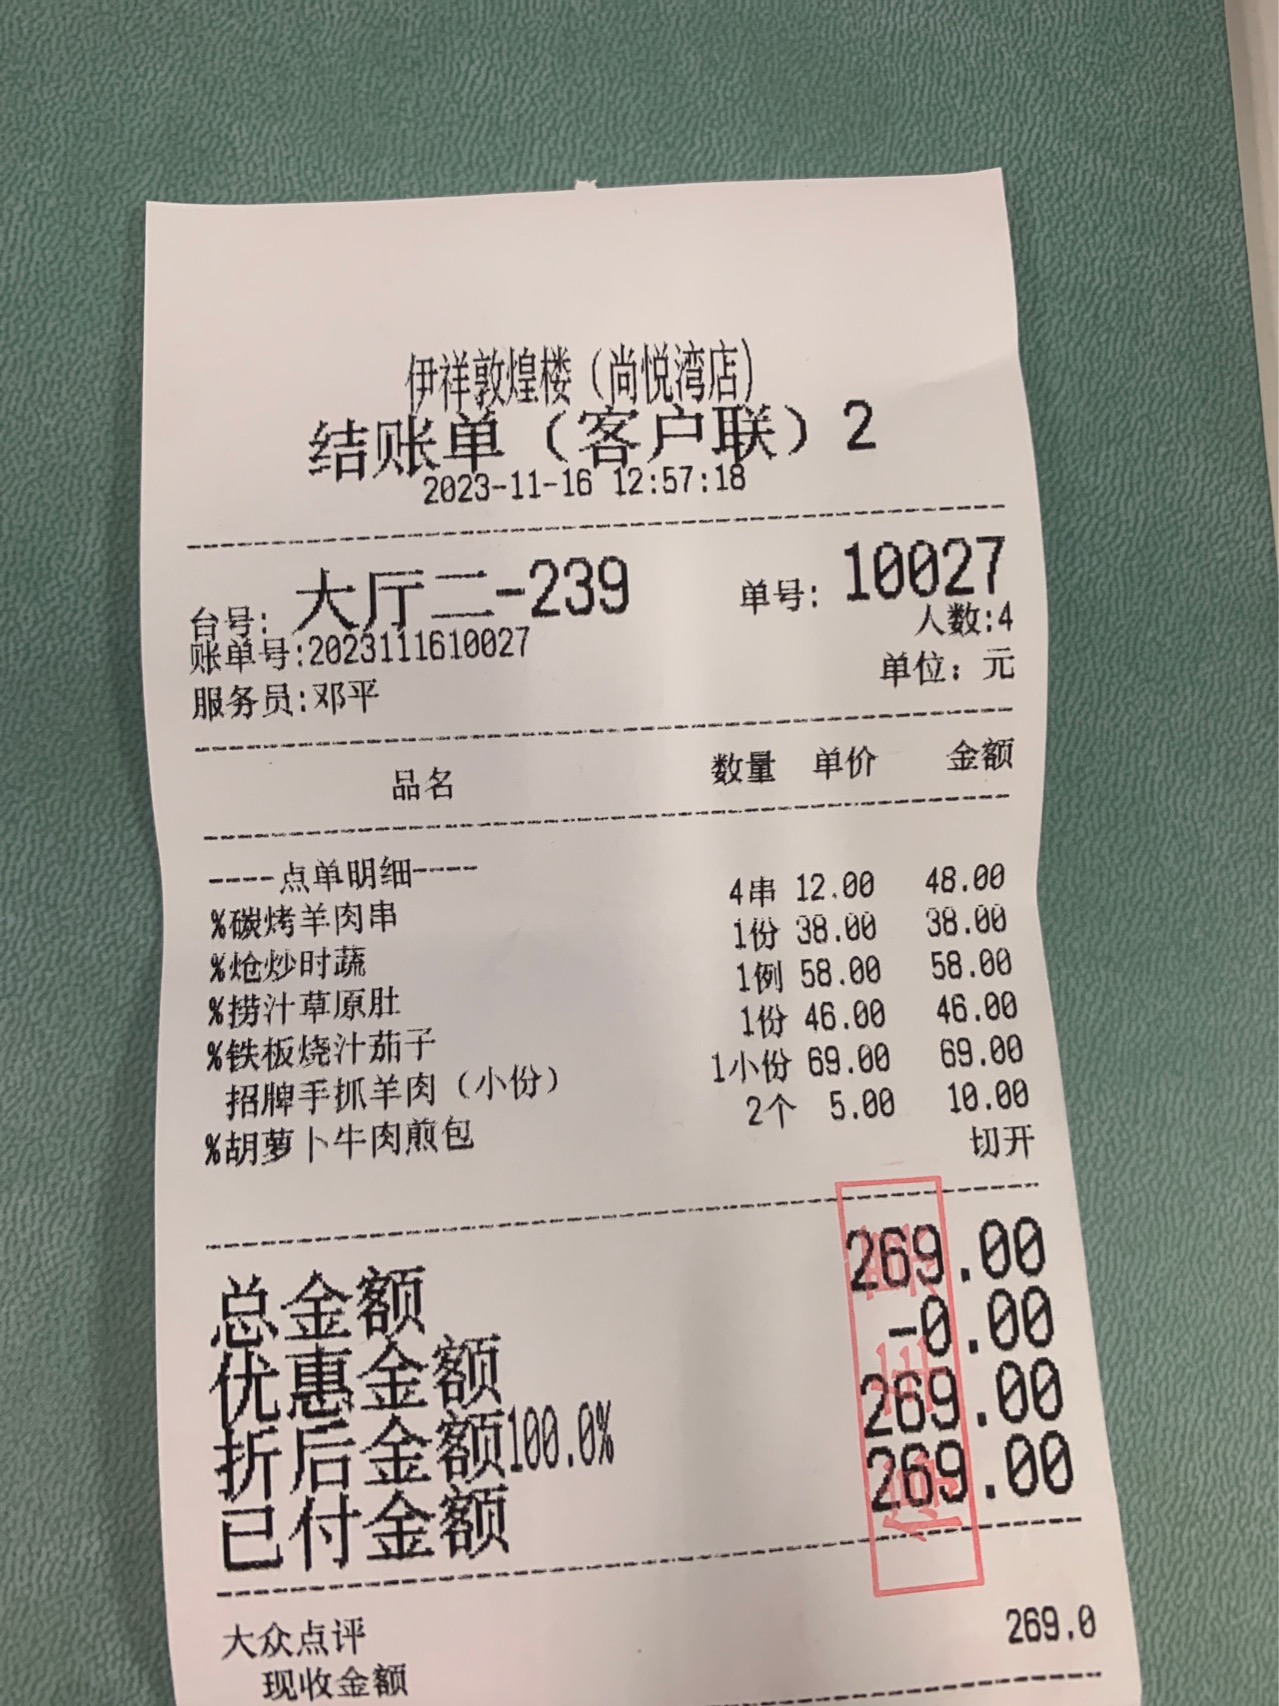 伊祥敦煌楼（尚悦湾店）
结账单（客户联）2
2023-11-16 12:57:18
台号: 大厅二-239 单号: 10027
账单号:2023111610027 人数:4
服务员:邓平 单位: 元
品名 数量 单价 金额
----点单明细----
%碳烤羊肉串 4串 12.00 48.00
%炝炒时蔬 1份 38.00 38.00
%捞汁草原肚 1例 58.00 58.00
%铁板烧汁茄子 1份 46.00 46.00
招牌手抓羊肉（小份） 1小份 69.00 69.00
%胡萝卜牛肉煎包 2个 5.00 10.00
切开
总金额 269.00
优惠金额 -0.00
折后金额100.0% 269.00
已付金额 269.00
大众点评 269.0
现收金额